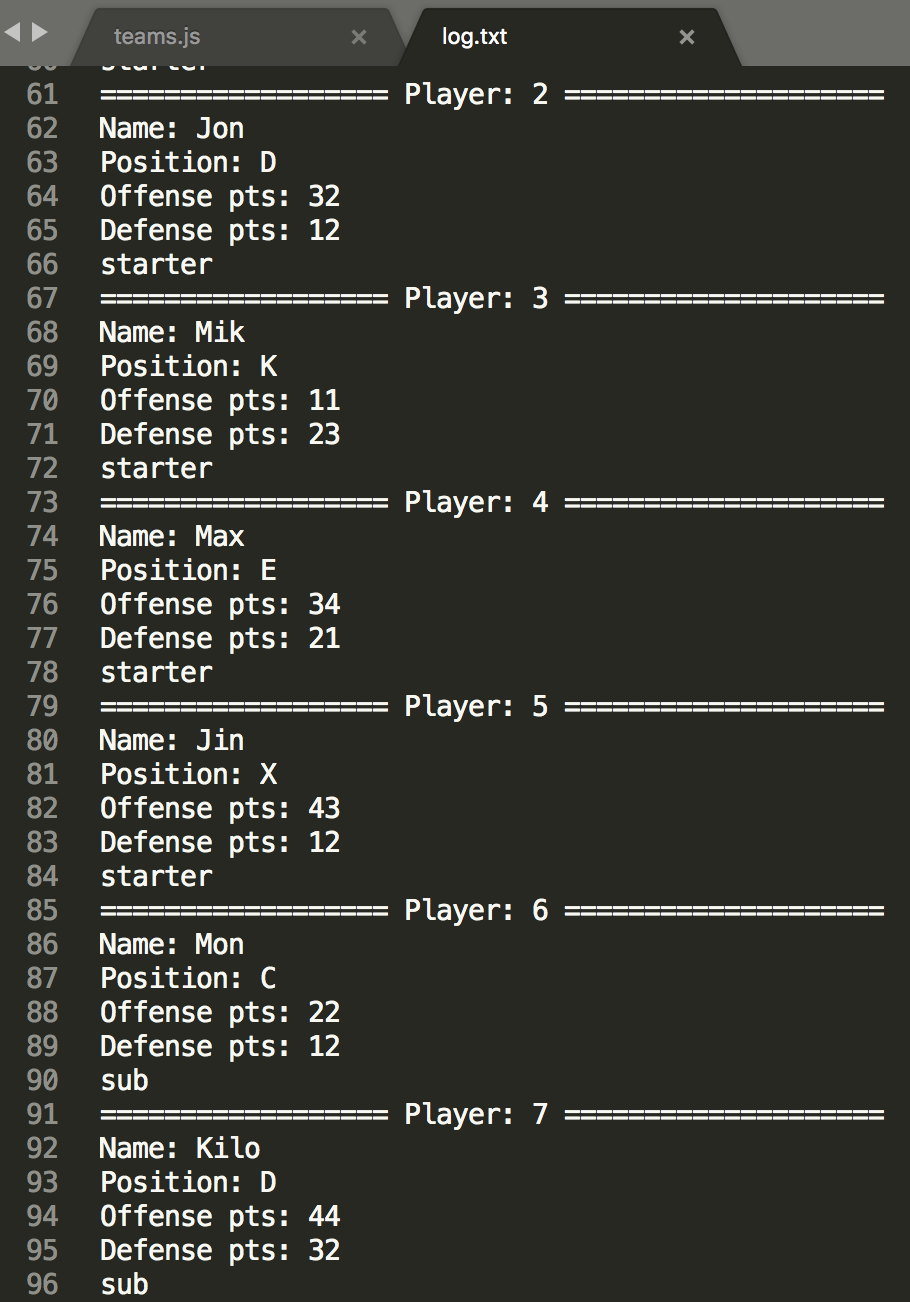 teams.js
log.txt
60 starter
61 ================== Player: 2 ====================
62 Name: Jon
63 Position: D
64 Offense pts: 32
65 Defense pts: 12
66 starter
67 ================== Player: 3 ====================
68 Name: Mik
69 Position: K
70 Offense pts: 11
71 Defense pts: 23
72 starter
73 ================== Player: 4 ====================
74 Name: Max
75 Position: E
76 Offense pts: 34
77 Defense pts: 21
78 starter
79 ================== Player: 5 ====================
80 Name: Jin
81 Position: X
82 Offense pts: 43
83 Defense pts: 12
84 starter
85 ================== Player: 6 ====================
86 Name: Mon
87 Position: C
88 Offense pts: 22
89 Defense pts: 12
90 sub
91 ================== Player: 7 ====================
92 Name: Kilo
93 Position: D
94 Offense pts: 44
95 Defense pts: 32
96 sub